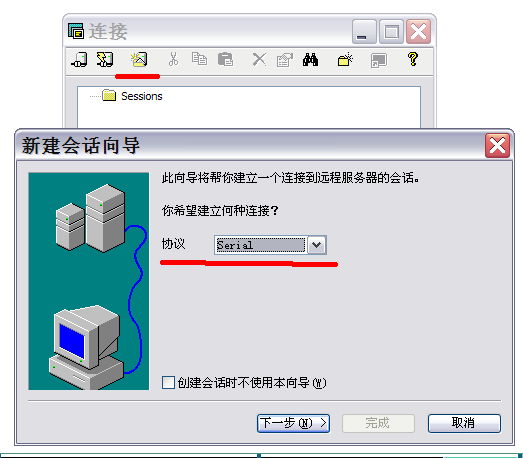 连接
Sessions
新建会话向导
此向导将帮你建立一个连接到远程服务器的会话。
你希望建立何种连接？
协议 Serial
创建会话时不使用本向导(W)
下一步(N) > 完成 取消